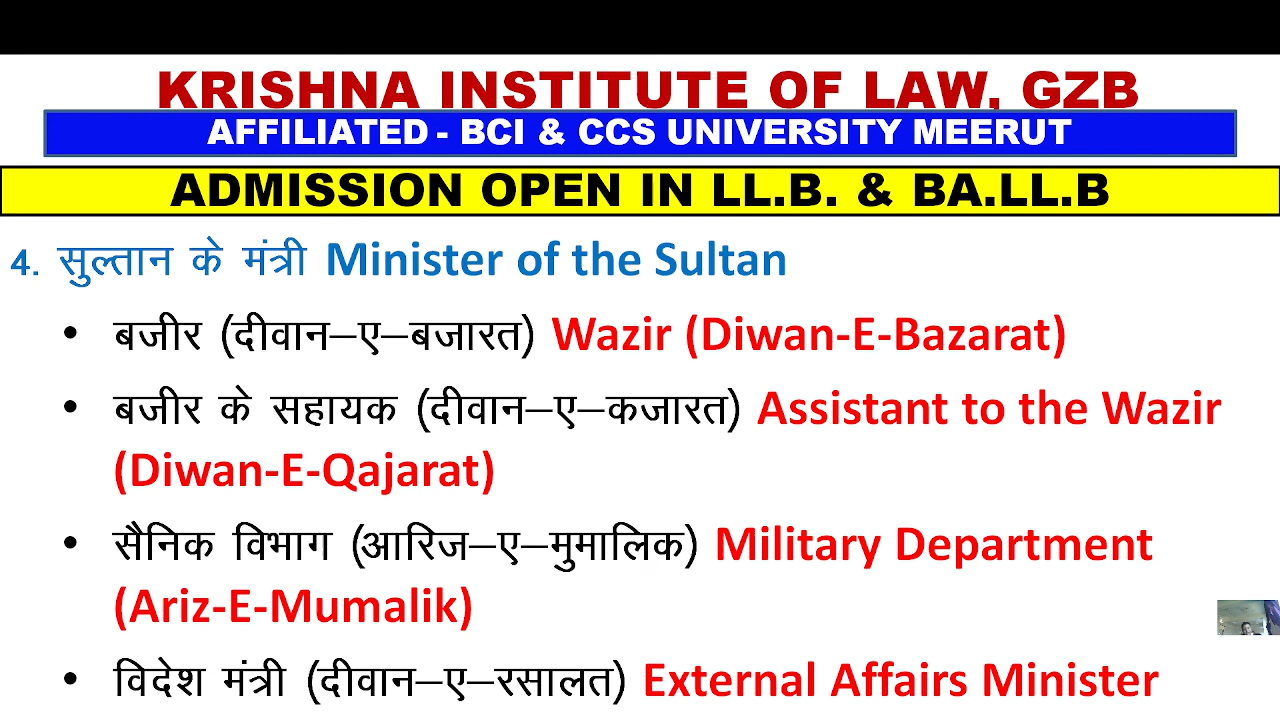 KRISHNA INSTITUTE OF LAW, GZB
AFFILIATED - BCI & CCS UNIVERSITY MEERUT
ADMISSION OPEN IN LL.B. & BA.LL.B
4. सुल्तान के मंत्री Minister of the Sultan
• बजीर (दीवान–ए–बजारत) Wazir (Diwan-E-Bazarat)
• बजीर के सहायक (दीवान–ए–कजारत) Assistant to the Wazir
(Diwan-E-Qajarat)
• सैनिक विभाग (आरिज–ए–मुमालिक) Military Department
(Ariz-E-Mumalik)
• विदेश मंत्री (दीवान–ए–रसालत) External Affairs Minister